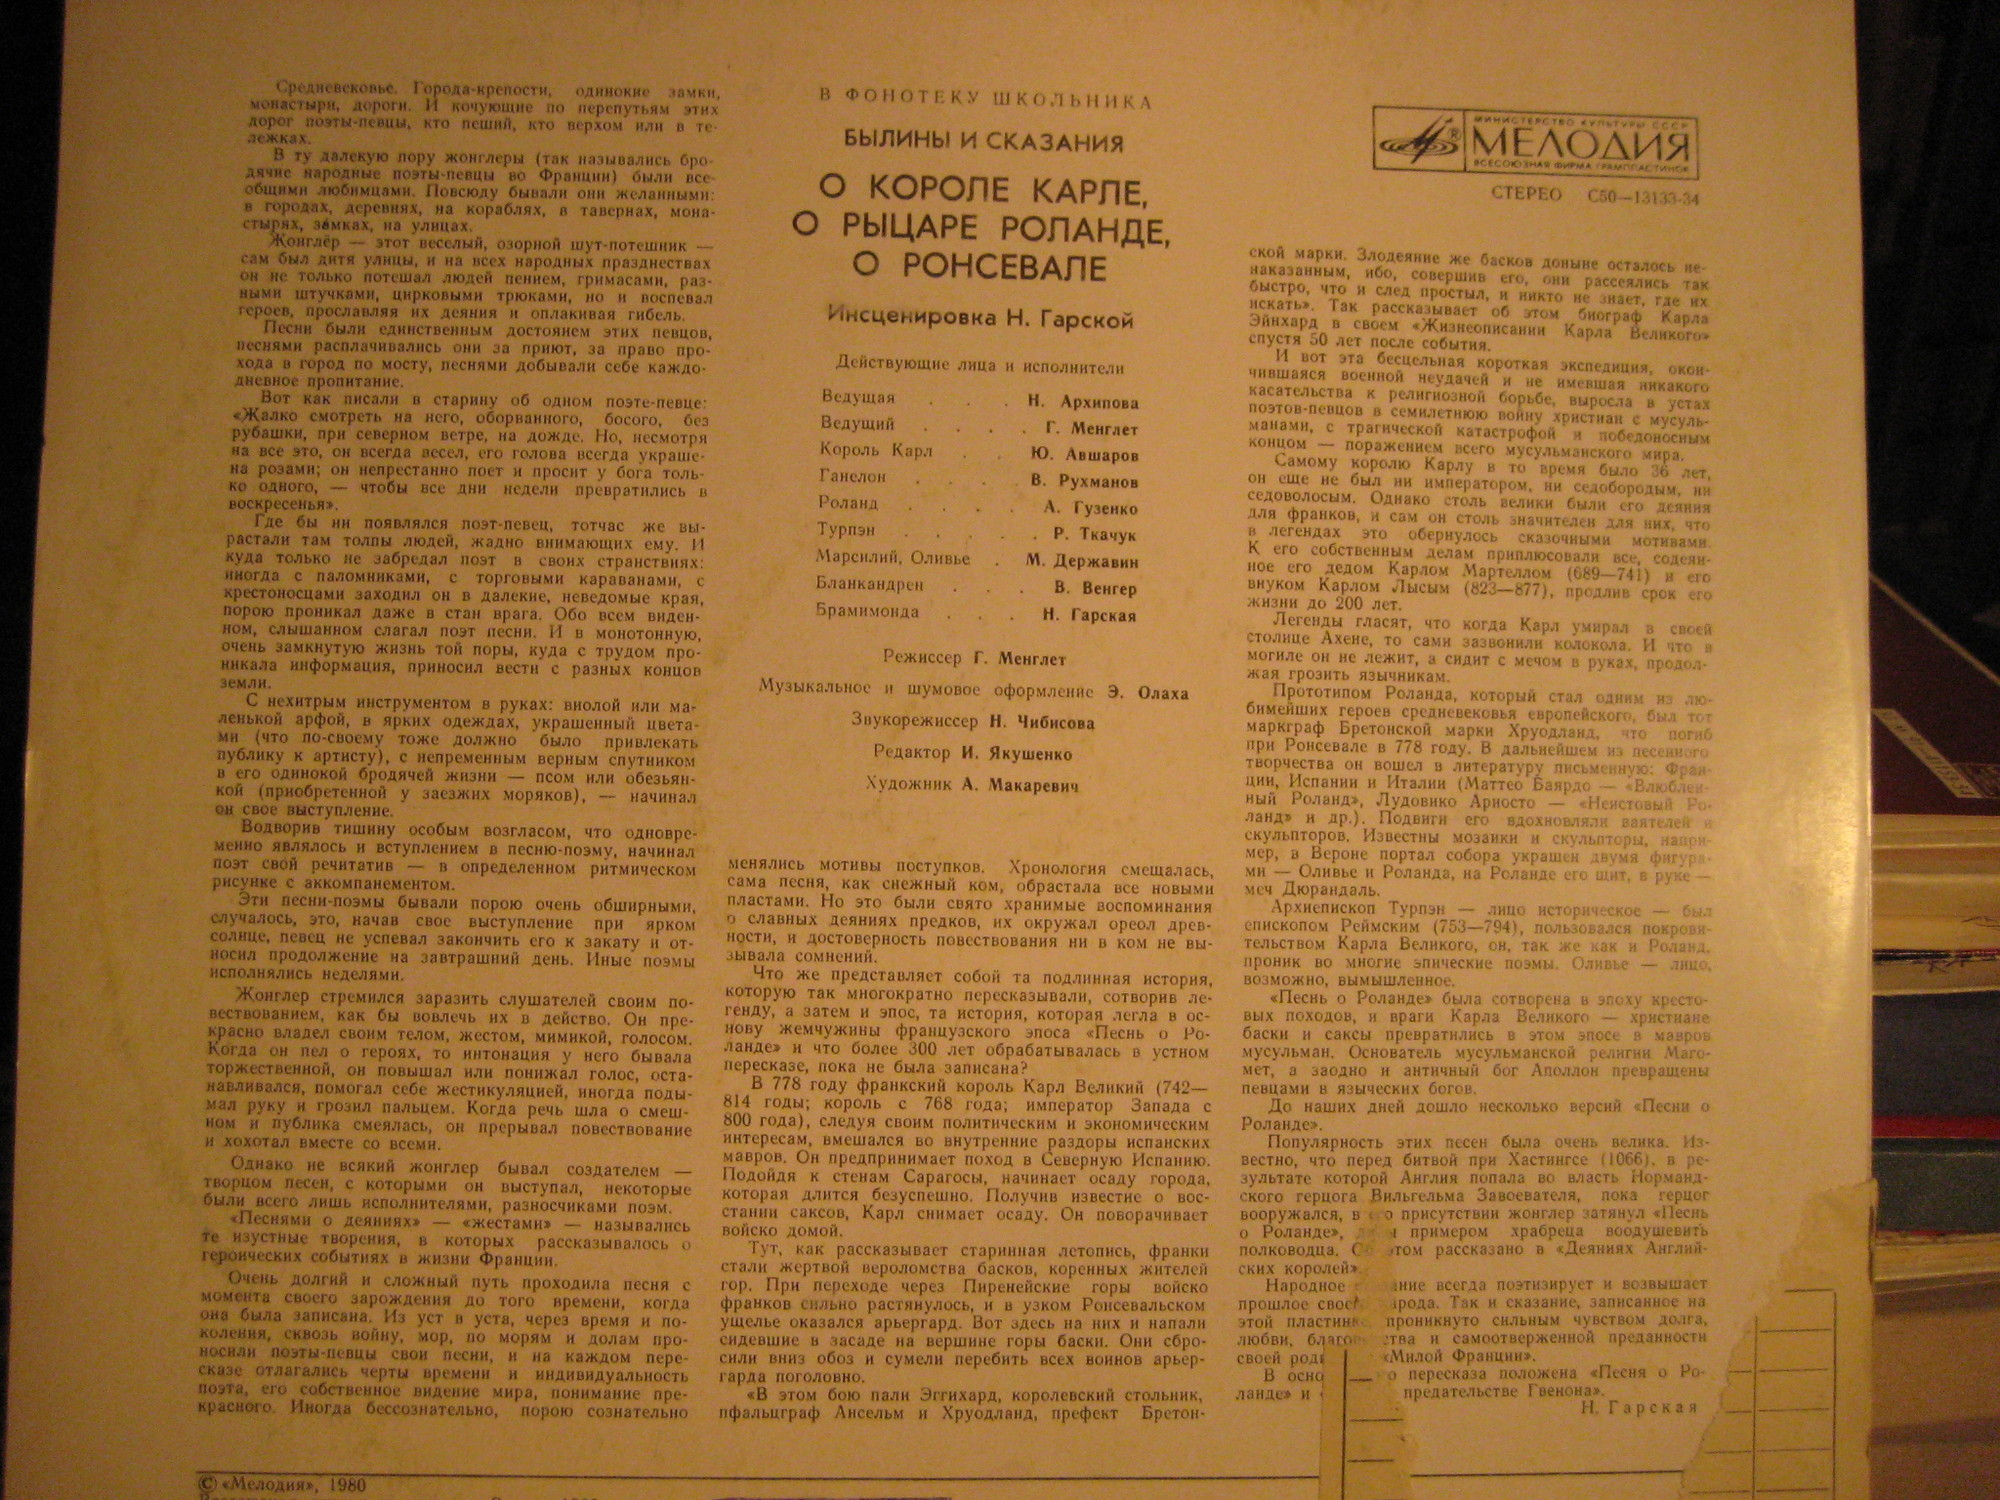 Средневековье. Города-крепости, одинокие замки,
монастыри, дороги. И кочующие по перепутьям этих
дорог поэты-певцы, кто пеший, кто верхом или в те-
лежках.
В ту далекую пору жонглеры (так назывались бро-
дячие народные поэты-певцы во Франции) были все-
общими любимцами. Повсюду бывали они желанными:
в городах, деревнях, на кораблях, в тавернах, мона-
стырях, замках, на улицах.
Жонглёр — этот веселый, озорной шут-потешник —
сам был дитя улицы, и на всех народных празднествах
он не только потешал людей пением, гримасами, раз-
ными штучками, цирковыми трюками, но и воспевал
героев, прославляя их деяния и оплакивая гибель.
Песни были единственным достоянием этих певцов,
песнями расплачивались они за приют, за право про-
хода в город по мосту, песнями добывали себе каждо-
дневное пропитание.
Вот как писали в старину об одном поэте-певце:
«Жалко смотреть на него, оборванного, босого, без
рубашки, при северном ветре, на дожде. Но, несмотря
на все это, он всегда весел, его голова всегда украше-
на розами; он непрестанно поет и просит у бога толь-
ко одного, — чтобы все дни недели превратились в
воскресенья».
Где бы ни появлялся поэт-певец, тотчас же вы-
растали там толпы людей, жадно внимающих ему. И
куда только не забредал поэт в своих странствиях:
иногда с паломниками, с торговыми караванами, с
крестоносцами заходил он в далекие, неведомые края,
порою проникал даже в стан врага. Обо всем виден-
ном, слышанном слагал поэт песни. И в монотонную,
очень замкнутую жизнь той поры, куда с трудом про-
никала информация, приносил вести с разных концов
земли.
С нехитрым инструментом в руках: виолой или ма-
ленькой арфой, в ярких одеждах, украшенный цвета-
ми (что по-своему тоже должно было привлекать
публику к артисту), с непременным верным спутником
в его одинокой бродячей жизни — псом или обезьян-
кой (приобретенной у заезжих моряков), — начинал
он свое выступление.
Водворив тишину особым возгласом, что одновре-
менно являлось и вступлением в песню-поэму, начинал
поэт свой речитатив — в определенном ритмическом
рисунке с аккомпанементом.
Эти песни-поэмы бывали порою очень обширными,
случалось, это, начав свое выступление при ярком
солнце, певец не успевал закончить его к закату и от-
носил продолжение на завтрашний день. Иные поэмы
исполнялись неделями.
Жонглер стремился заразить слушателей своим по-
вествованием, как бы вовлечь их в действо. Он пре-
красно владел своим телом, жестом, мимикой, голосом.
Когда он пел о героях, то интонация у него бывала
торжественной, он повышал или понижал голос, оста-
навливался, помогал себе жестикуляцией, иногда поды-
мал руку и грозил пальцем. Когда речь шла о смеш-
ном и публика смеялась, он прерывал повествование
и хохотал вместе со всеми.
Однако не всякий жонглер бывал создателем —
творцом песен, с которыми он выступал, некоторые
были всего лишь исполнителями, разносчиками поэм.
«Песнями о деяниях» — «жестами» — назывались
те изустные творения, в которых рассказывалось о
героических событиях в жизни Франции.
Очень долгий и сложный путь проходила песня с
момента своего зарождения до того времени, когда
она была записана. Из уст в уста, через время и по-
коления, сквозь войну, мор, по морям и долам про-
носили поэты-певцы свои песни, и на каждом пере-
сказе отлагались черты времени и индивидуальность
поэта, его собственное видение мира, понимание пре-
красного. Иногда бессознательно, порою сознательно
В ФОНОТЕКУ ШКОЛЬНИКА
БЫЛИНЫ И СКАЗАНИЯ
О КОРОЛЕ КАРЛЕ,
О РЫЦАРЕ РОЛАНДЕ,
О РОНСЕВАЛЕ
Инсценировка Н. Гарской
Действующие лица и исполнители
Ведущая . . . Н. Архипова
Ведущий . . . . Г. Менглет
Король Карл . . Ю. Авшаров
Ганелон . . . . В. Рухманов
Роланд . . . . А. Гузенко
Турпэн . . . . . Р. Ткачук
Марсилий, Оливье . М. Державин
Бланкандрен . . . В. Венгер
Брамимонда . . . Н. Гарская
Режиссер Г. Менглет
Музыкальное и шумовое оформление Э. Олаха
Звукорежиссер Н. Чибисова
Редактор И. Якушенко
Художник А. Макаревич
менялись мотивы поступков. Хронология смещалась,
сама песня, как снежный ком, обрастала все новыми
пластами. Но это были свято хранимые воспоминания
о славных деяниях предков, их окружал ореол древ-
ности, и достоверность повествования ни в ком не вы-
зывала сомнений.
Что же представляет собой та подлинная история,
которую так многократно пересказывали, сотворив ле-
генду, а затем и эпос, та история, которая легла в ос-
нову жемчужины французского эпоса «Песнь о Ро-
ланде» и что более 300 лет обрабатывалась в устном
пересказе, пока не была записана?
В 778 году франкский король Карл Великий (742—
814 годы; король с 768 года; император Запада с
800 года), следуя своим политическим и экономическим
интересам, вмешался во внутренние раздоры испанских
мавров. Он предпринимает поход в Северную Испанию.
Подойдя к стенам Сарагосы, начинает осаду города,
которая длится безуспешно. Получив известие о вос-
стании саксов, Карл снимает осаду. Он поворачивает
войско домой.
Тут, как рассказывает старинная летопись, франки
стали жертвой вероломства басков, коренных жителей
гор. При переходе через Пиренейские горы войско
франков сильно растянулось, и в узком Ронсевальском
ущелье оказался арьергард. Вот здесь на них и напали
сидевшие в засаде на вершине горы баски. Они сбро-
сили вниз обоз и сумели перебить всех воинов арьер-
гарда поголовно.
«В этом бою пали Эггихард, королевский стольник,
пфальцграф Ансельм и Хруодланд, префект Бретон-
МИНИСТЕРСТВО КУЛЬТУРЫ СССР
® МЕЛОДИЯ
ВСЕСОЮЗНАЯ ФИРМА ГРАМПЛАСТИНОК
СТЕРЕО С50—13133-34
ской марки. Злодеяние же басков доныне осталось не-
наказанным, ибо, совершив его, они рассеялись так
быстро, что и след простыл, и никто не знает, где их
искать». Так рассказывает об этом биограф Карла
Эйнхард в своем «Жизнеописании Карла Великого»
спустя 50 лет после события.
И вот эта бесцельная короткая экспедиция, окон-
чившаяся военной неудачей и не имевшая никакого
касательства к религиозной борьбе, выросла в устах
поэтов-певцов в семилетнюю войну христиан с мусуль-
манами, с трагической катастрофой и победоносным
концом — поражением всего мусульманского мира.
Самому королю Карлу в то время было 36 лет,
он еще не был ни императором, ни седобородым, ни
седоволосым. Однако столь велики были его деяния
для франков, и сам он столь значителен для них, что
в легендах это обернулось сказочными мотивами.
К его собственным делам приплюсовали все, содеян-
ное его дедом Карлом Мартеллом (689—741) и его
внуком Карлом Лысым (823—877), продлив срок его
жизни до 200 лет.
Легенды гласят, что когда Карл умирал в своей
столице Ахене, то сами зазвонили колокола. И что в
могиле он не лежит, а сидит с мечом в руках, продол-
жая грозить язычникам.
Прототипом Роланда, который стал одним из лю-
бимейших героев средневековья европейского, был тот
маркграф Бретонской марки Хруодланд, что погиб
при Ронсевале в 778 году. В дальнейшем из песенного
творчества он вошел в литературу письменную: Фран-
ции, Испании и Италии (Маттео Баярдо — «Влюблен-
ный Роланд», Лудовико Ариосто — «Неистовый Ро-
ланд» и др.). Подвиги его вдохновляли ваятелей и
скульпторов. Известны мозаики и скульпторы, напри-
мер, в Вероне портал собора украшен двумя фигура-
ми — Оливье и Роланда, на Роланде его щит, в руке —
меч Дюрандаль.
Архиепископ Турпэн — лицо историческое — был
епископом Реймским (753—794), пользовался покрови-
тельством Карла Великого, он, так же как и Роланд,
проник во многие эпические поэмы. Оливье — лицо,
возможно, вымышленное.
«Песнь о Роланде» была сотворена в эпоху кресто-
вых походов, и враги Карла Великого — христиане
баски и саксы превратились в этом эпосе в мавров
мусульман. Основатель мусульманской религии Маго-
мет, а заодно и античный бог Аполлон превращены
певцами в языческих богов.
До наших дней дошло несколько версий «Песни о
Роланде».
Популярность этих песен была очень велика. Из-
вестно, что перед битвой при Хастингсе (1066), в ре-
зультате которой Англия попала во власть Норманд-
ского герцога Вильгельма Завоевателя, пока герцог
вооружался, в о присутствии жонглер затянул «Песнь
о Роланде», примером храбреца воодушевить
полководца. С этом рассказано в «Деяниях Англий-
ских королей»
Народное ние всегда поэтизирует и возвышает
прошлое свое рода. Так и сказание, записанное на
этой пластин проникнуто сильным чувством долга,
любви, благо ства и самоотверженной преданности
своей род «Милой Франции».
В осно о пересказа положена «Песня о Ро-
ланде» и предательстве Гвенона».
Н. Гарская
© «Мелодия», 1980